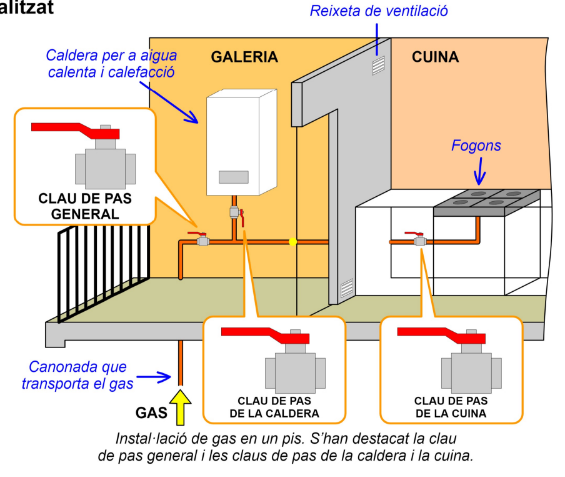 alitzat
Reixeta de ventilació
Caldera per a aigua
calenta i calefacció
GALERIA
CUINA
Fogons
CLAU DE PAS
GENERAL
Canonada que
transporta el gas
GAS
CLAU DE PAS
DE LA CALDERA
CLAU DE PAS
DE LA CUINA
Instal·lació de gas en un pis. S'han destacat la clau
de pas general i les claus de pas de la caldera i la cuina.